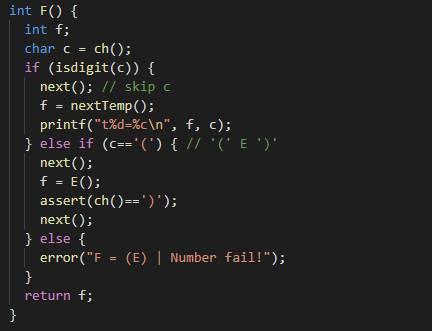 int F() {
  int f;
  char c = ch();
  if (isdigit(c)) {
    next(); // skip c
    f = nextTemp();
    printf("t%d=%c\n", f, c);
  } else if (c=='(') { // '(' E ')'
    next();
    f = E();
    assert(ch()==')');
    next();
  } else {
    error("F = (E) | Number fail!");
  }
  return f;
}